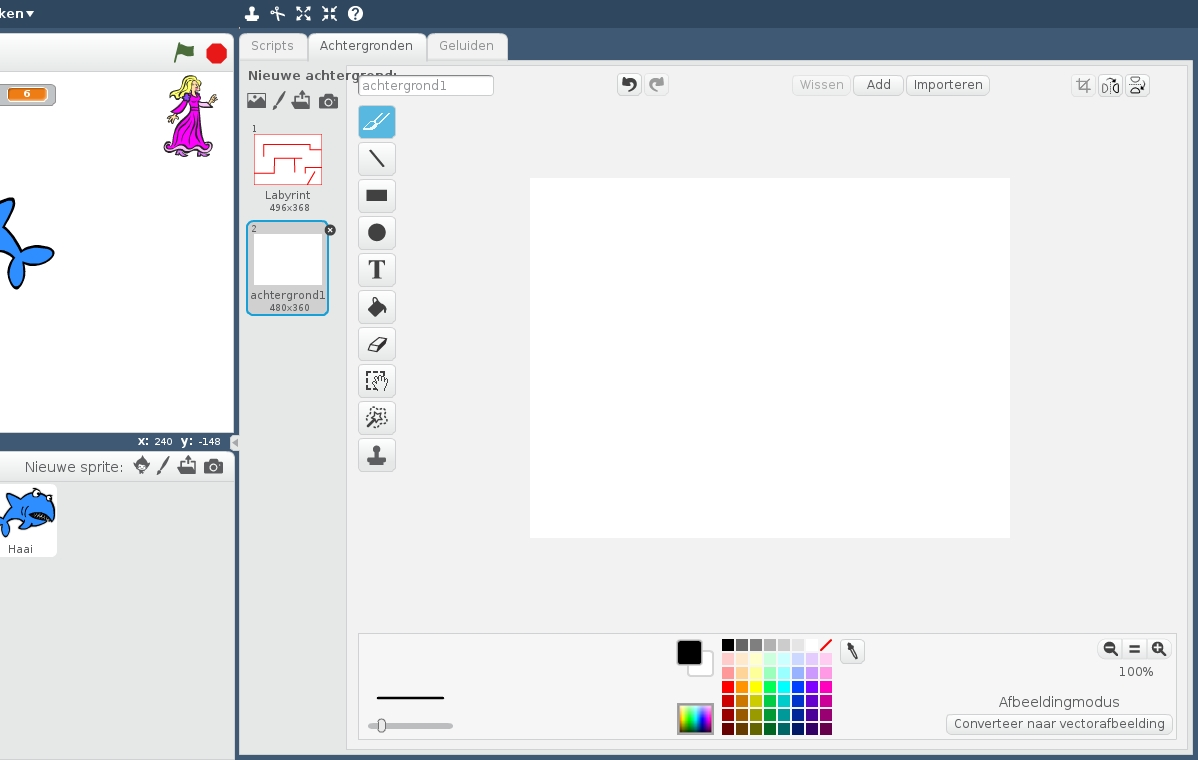 ken▾
Scripts
Achtergronden
Geluiden
Nieuwe achtergrond:
achtergrond1
Wissen
Add
Importeren
6
1
Labyrint
496x368
2
achtergrond1
480x360
T
x: 240 y: -148
Nieuwe sprite:
Haai
100%
Afbeeldingmodus
Converteer naar vectorafbeelding